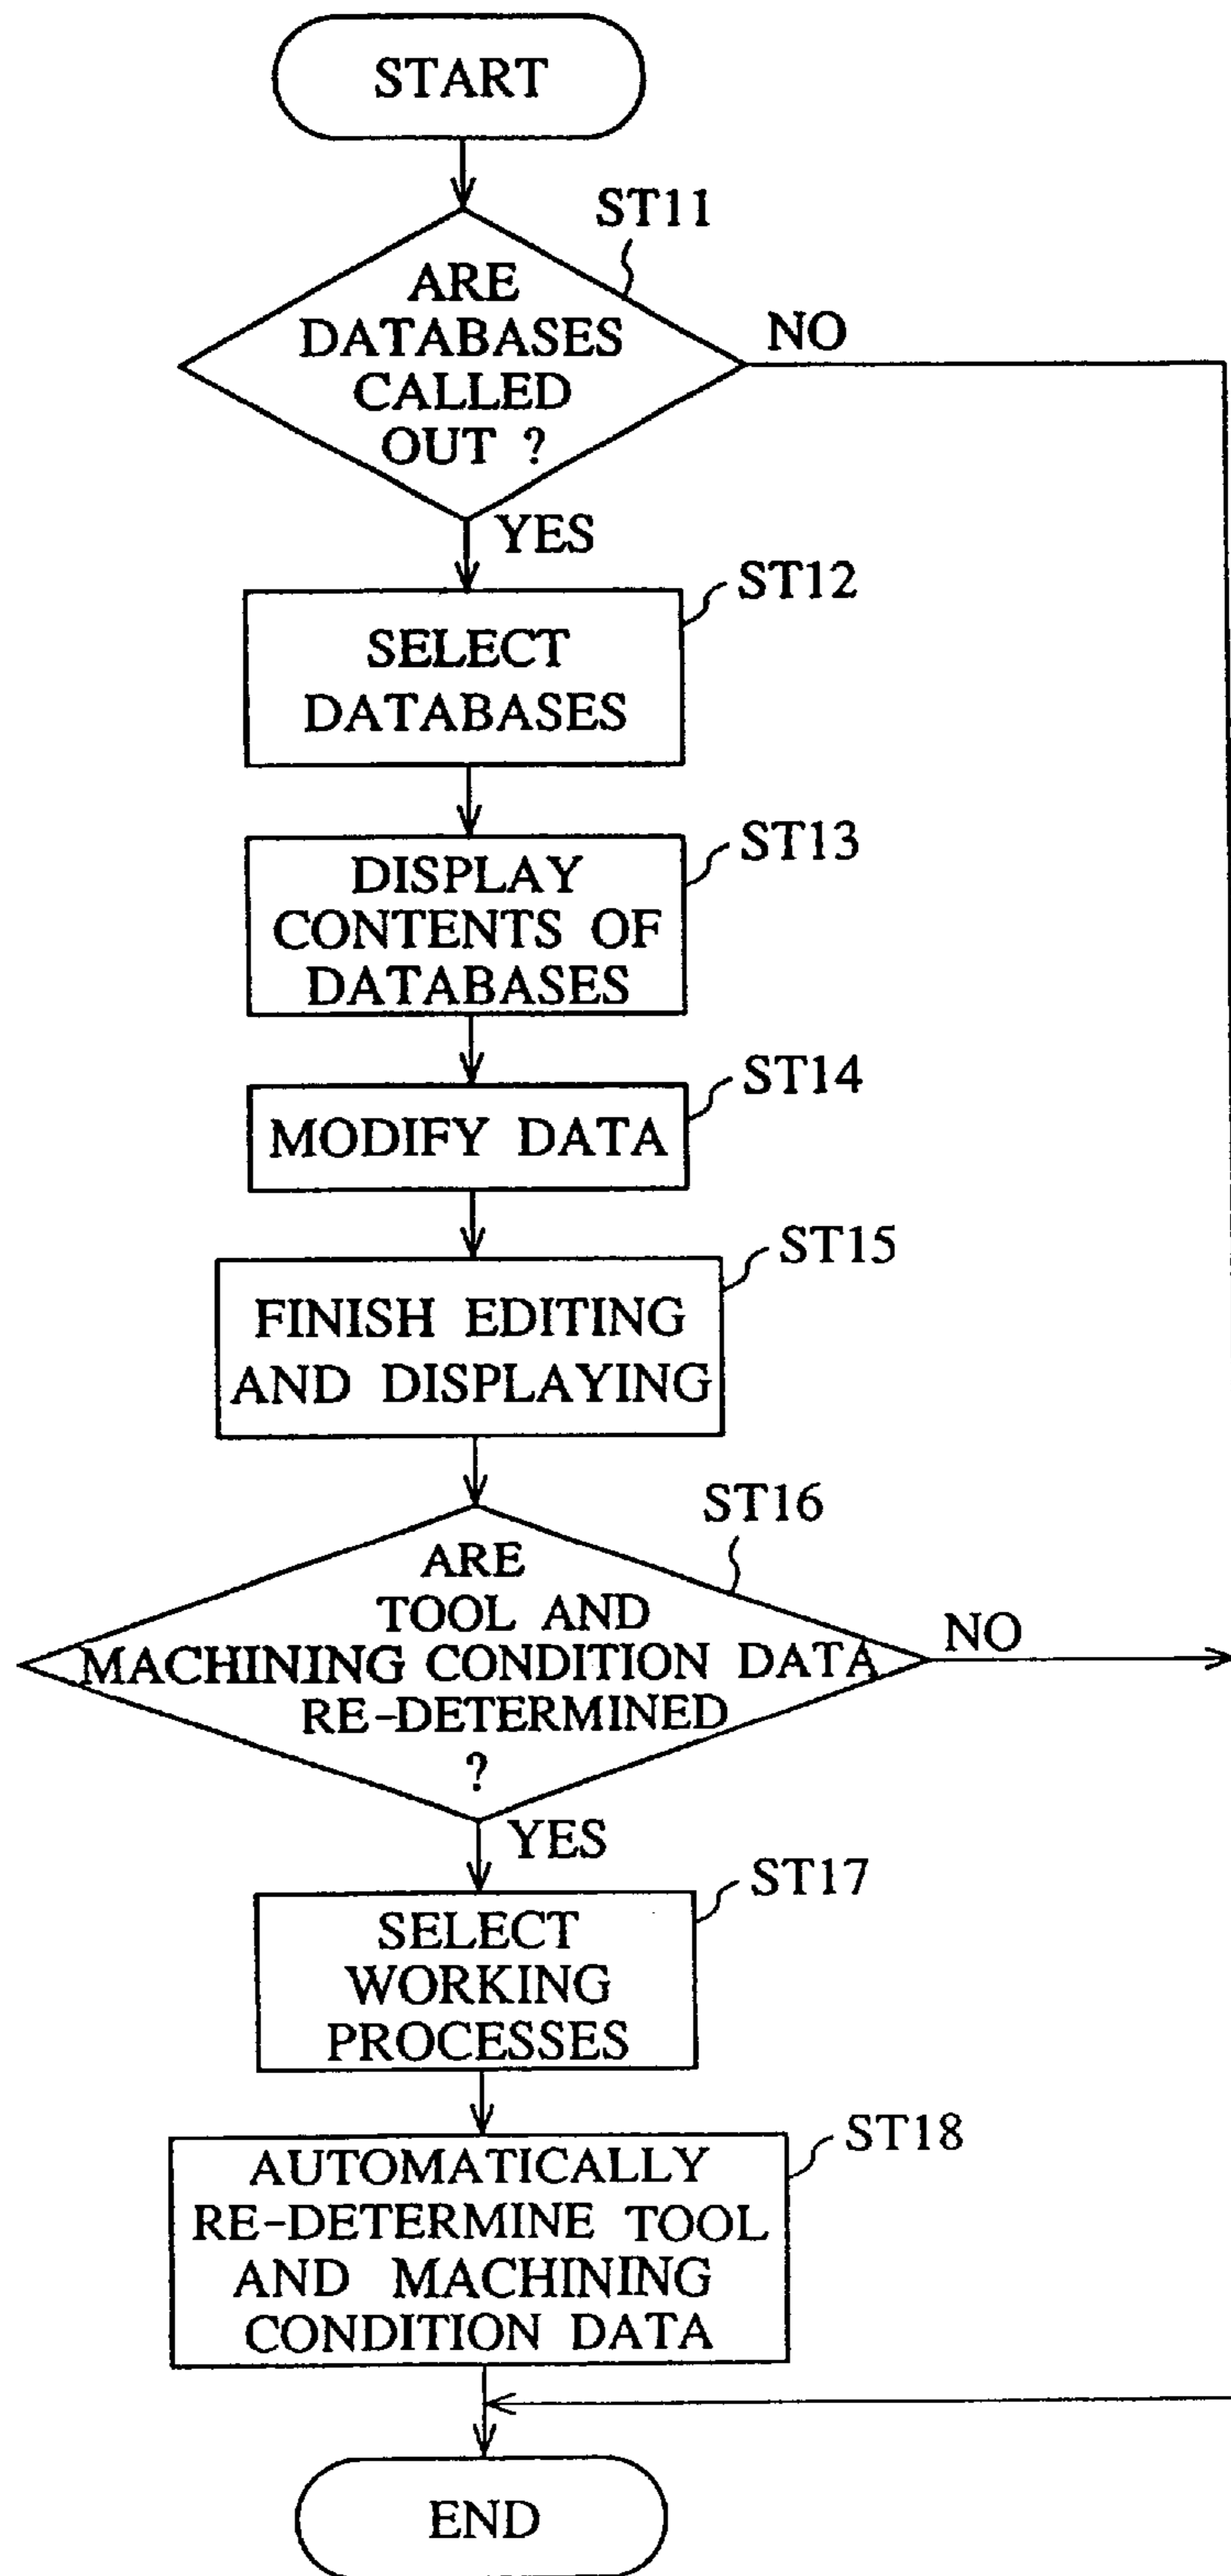 START
ST11
ARE
DATABASES
CALLED
OUT ?
NO
YES
ST12
SELECT
DATABASES
ST13
DISPLAY
CONTENTS OF
DATABASES
ST14
MODIFY DATA
ST15
FINISH EDITING
AND DISPLAYING
ST16
ARE
TOOL AND
MACHINING CONDITION DATA
RE-DETERMINED
?
NO
YES
ST17
SELECT
WORKING
PROCESSES
ST18
AUTOMATICALLY
RE-DETERMINE TOOL
AND MACHINING
CONDITION DATA
END